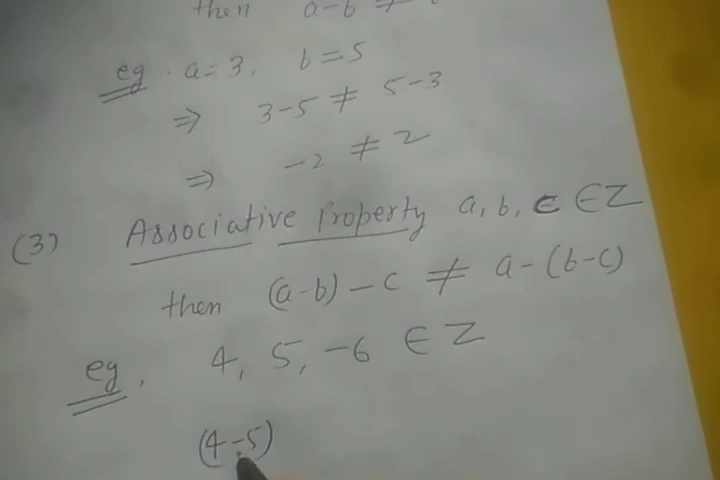 then a-b ≠
eg. a=3, b=5
⇒ 3-5 ≠ 5-3
⇒ -2 ≠ 2
(3) Associative Property a, b, c ∈ Z
then (a-b)-c ≠ a-(b-c)
eg, 4, 5, -6 ∈ Z
(4-5)